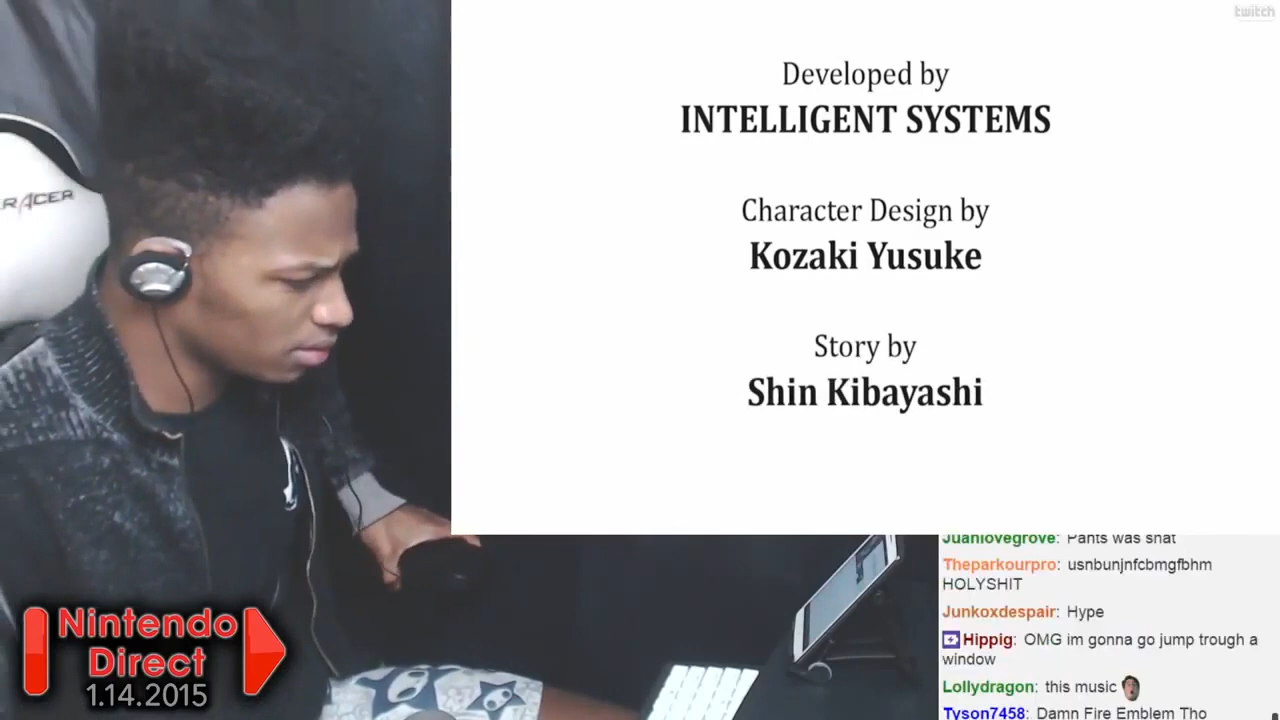 twitch
Developed by
INTELLIGENT SYSTEMS
Character Design by
Kozaki Yusuke
Story by
Shin Kibayashi
RACER
Juanlovegrove: Pants was shat
Theparkourpro: usnbunjnfcbmgfbhm
HOLYSHIT
Junkoxdespair: Hype
Hippig: OMG im gonna go jump trough a
window
Lollydragon: this music
Tyson7458: Damn Fire Emblem Tho
Nintendo
Direct
1.14.2015